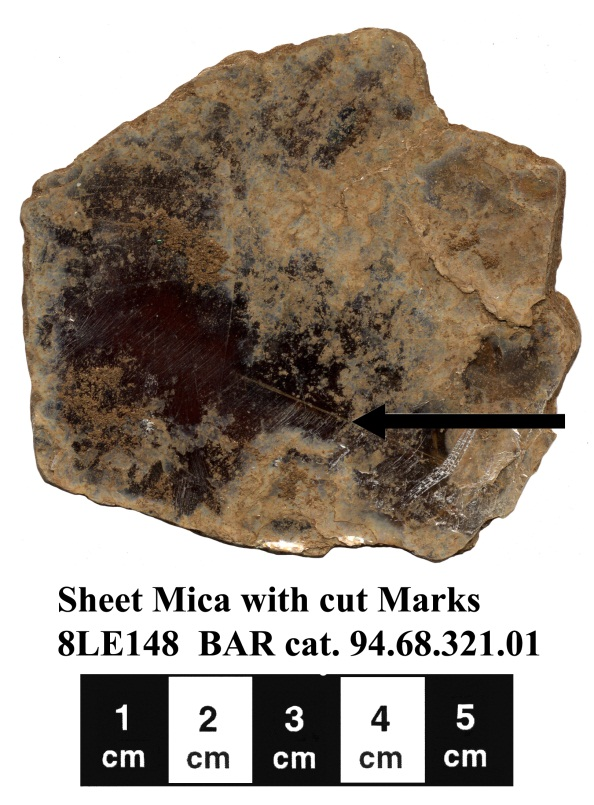 Sheet Mica with cut Marks
8LE148 BAR cat. 94.68.321.01
1 2 3 4 5
cm cm cm cm cm